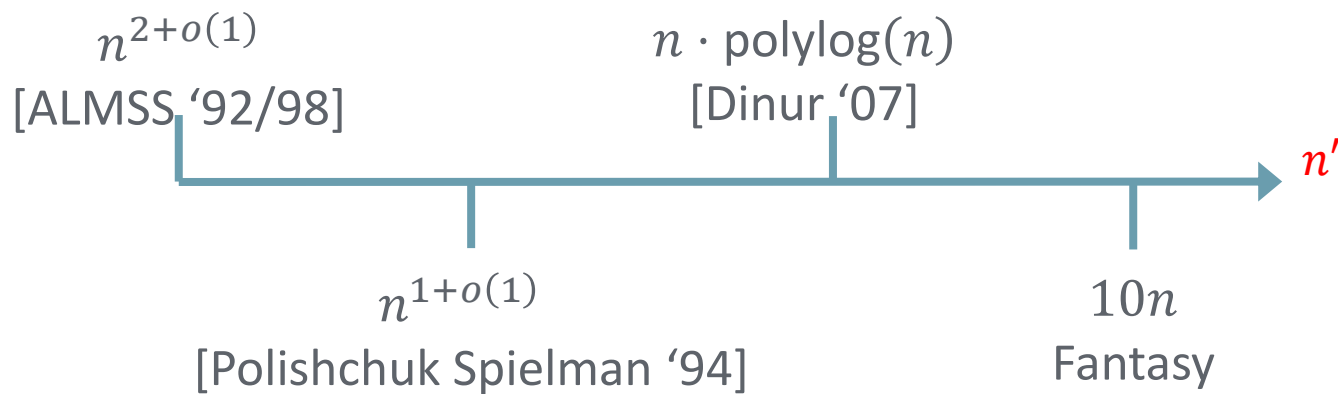 n^{2+o(1)}
[ALMSS ‘92/98]
n · polylog(n)
[Dinur ‘07]
n′
n^{1+o(1)}
[Polishchuk Spielman ‘94]
10n
Fantasy